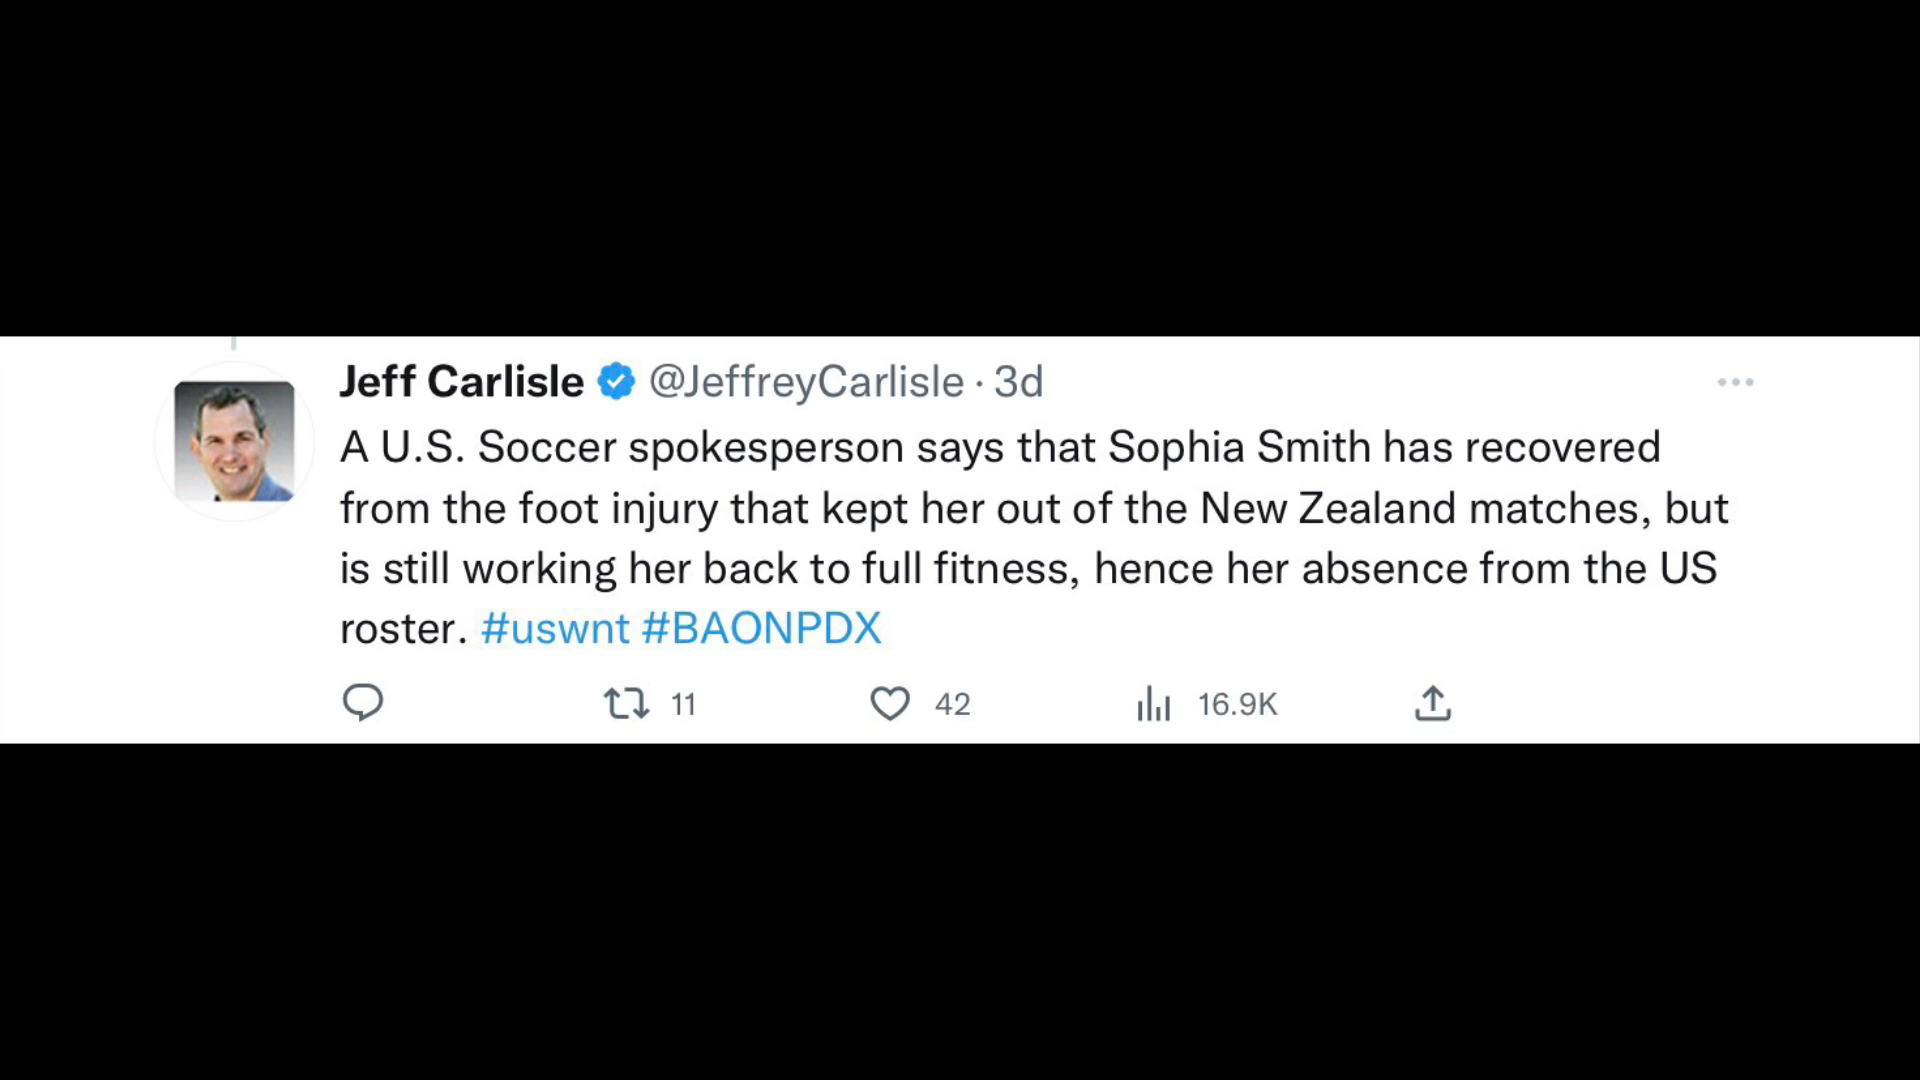 Jeff Carlisle @JeffreyCarlisle · 3d
A U.S. Soccer spokesperson says that Sophia Smith has recovered
from the foot injury that kept her out of the New Zealand matches, but
is still working her back to full fitness, hence her absence from the US
roster. #uswnt #BAONPDX
11 42 16.9K